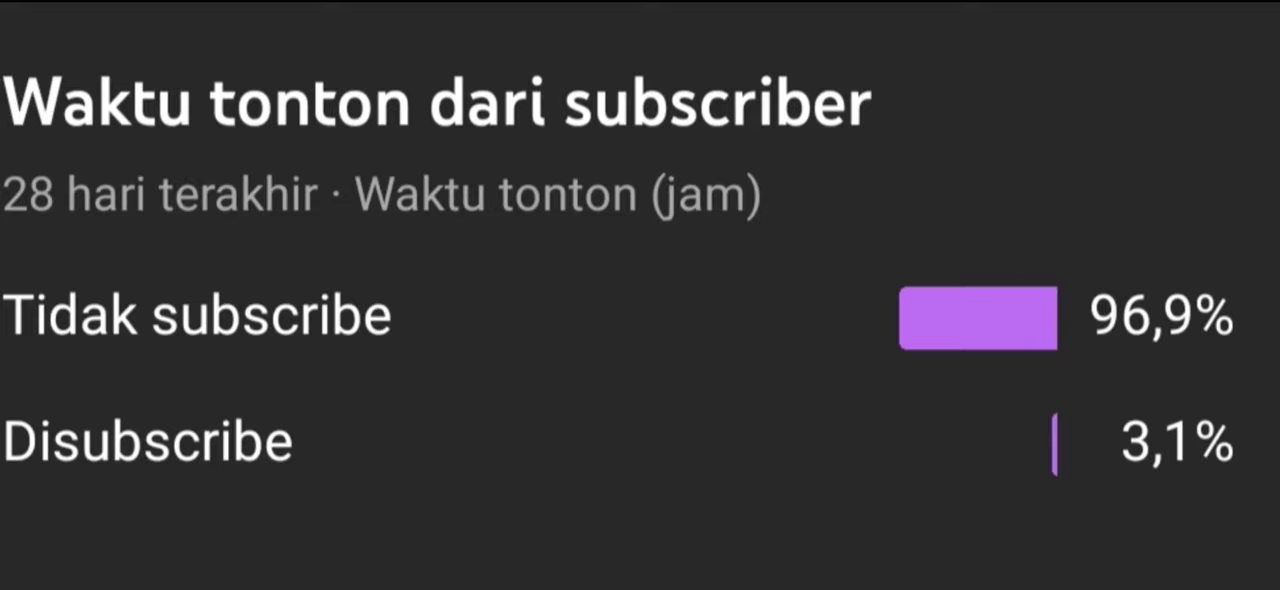 Waktu tonton dari subscriber
28 hari terakhir · Waktu tonton (jam)
Tidak subscribe 96,9%
Disubscribe 3,1%